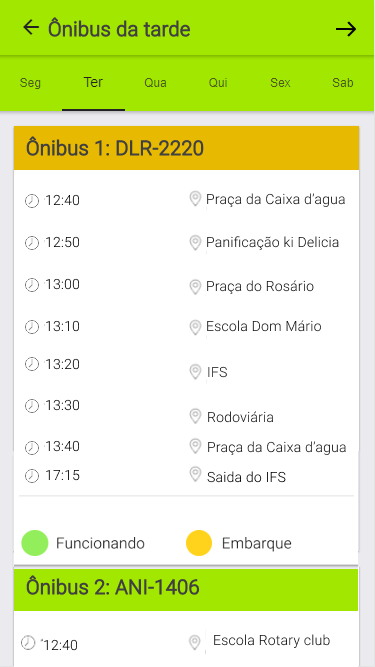 Ônibus da tarde
Seg Ter Qua Qui Sex Sab
Ônibus 1: DLR-2220
12:40 Praça da Caixa d'agua
12:50 Panificação ki Delicia
13:00 Praça do Rosário
13:10 Escola Dom Mário
13:20 IFS
13:30 Rodoviária
13:40 Praça da Caixa d'agua
17:15 Saida do IFS
Funcionando Embarque
Ônibus 2: ANI-1406
´12:40 Escola Rotary club